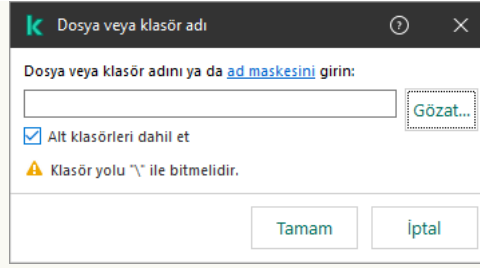 Dosya veya klasör adı
Dosya veya klasör adını ya da ad maskesini girin:
Gözat...
Alt klasörleri dahil et
Klasör yolu "\" ile bitmelidir.
Tamam
İptal